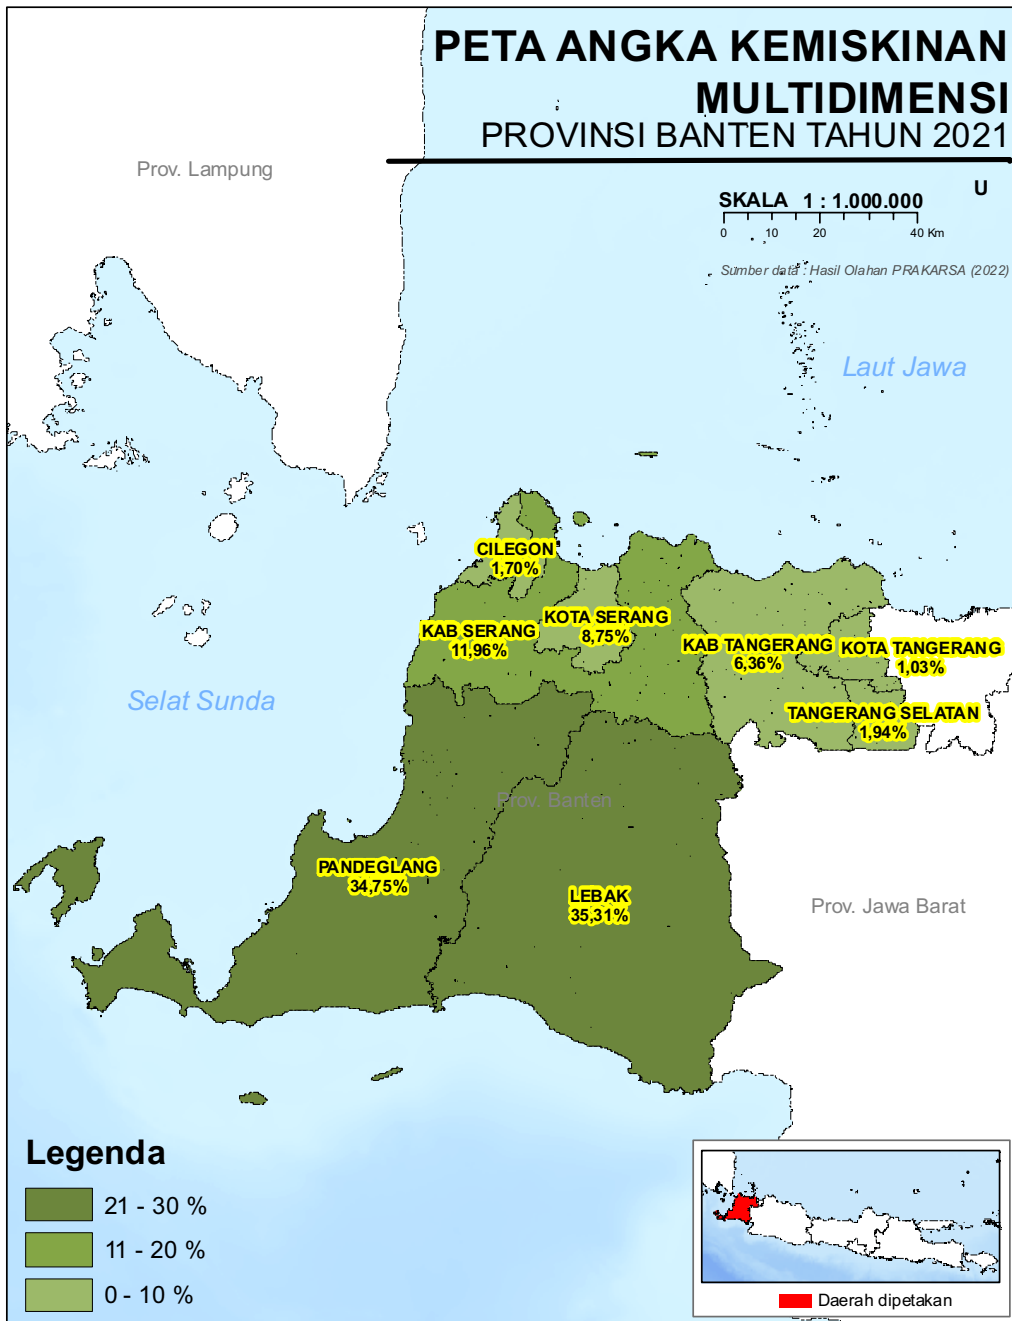 PETA ANGKA KEMISKINAN
MULTIDIMENSI
PROVINSI BANTEN TAHUN 2021
Prov. Lampung
U
SKALA 1 : 1.000.000
0 10 20 40 Km
Sumber data : Hasil Olahan PRAKARSA (2022)
Laut Jawa
CILEGON
1,70%
KOTA SERANG
8,75%
KAB SERANG
11,96%
KAB TANGERANG
6,36%
KOTA TANGERANG
1,03%
Selat Sunda
TANGERANG SELATAN
1,94%
Prov. Banten
PANDEGLANG
34,75%
LEBAK
35,31%
Prov. Jawa Barat
Legenda
21 - 30 %
11 - 20 %
0 - 10 %
Daerah dipetakan